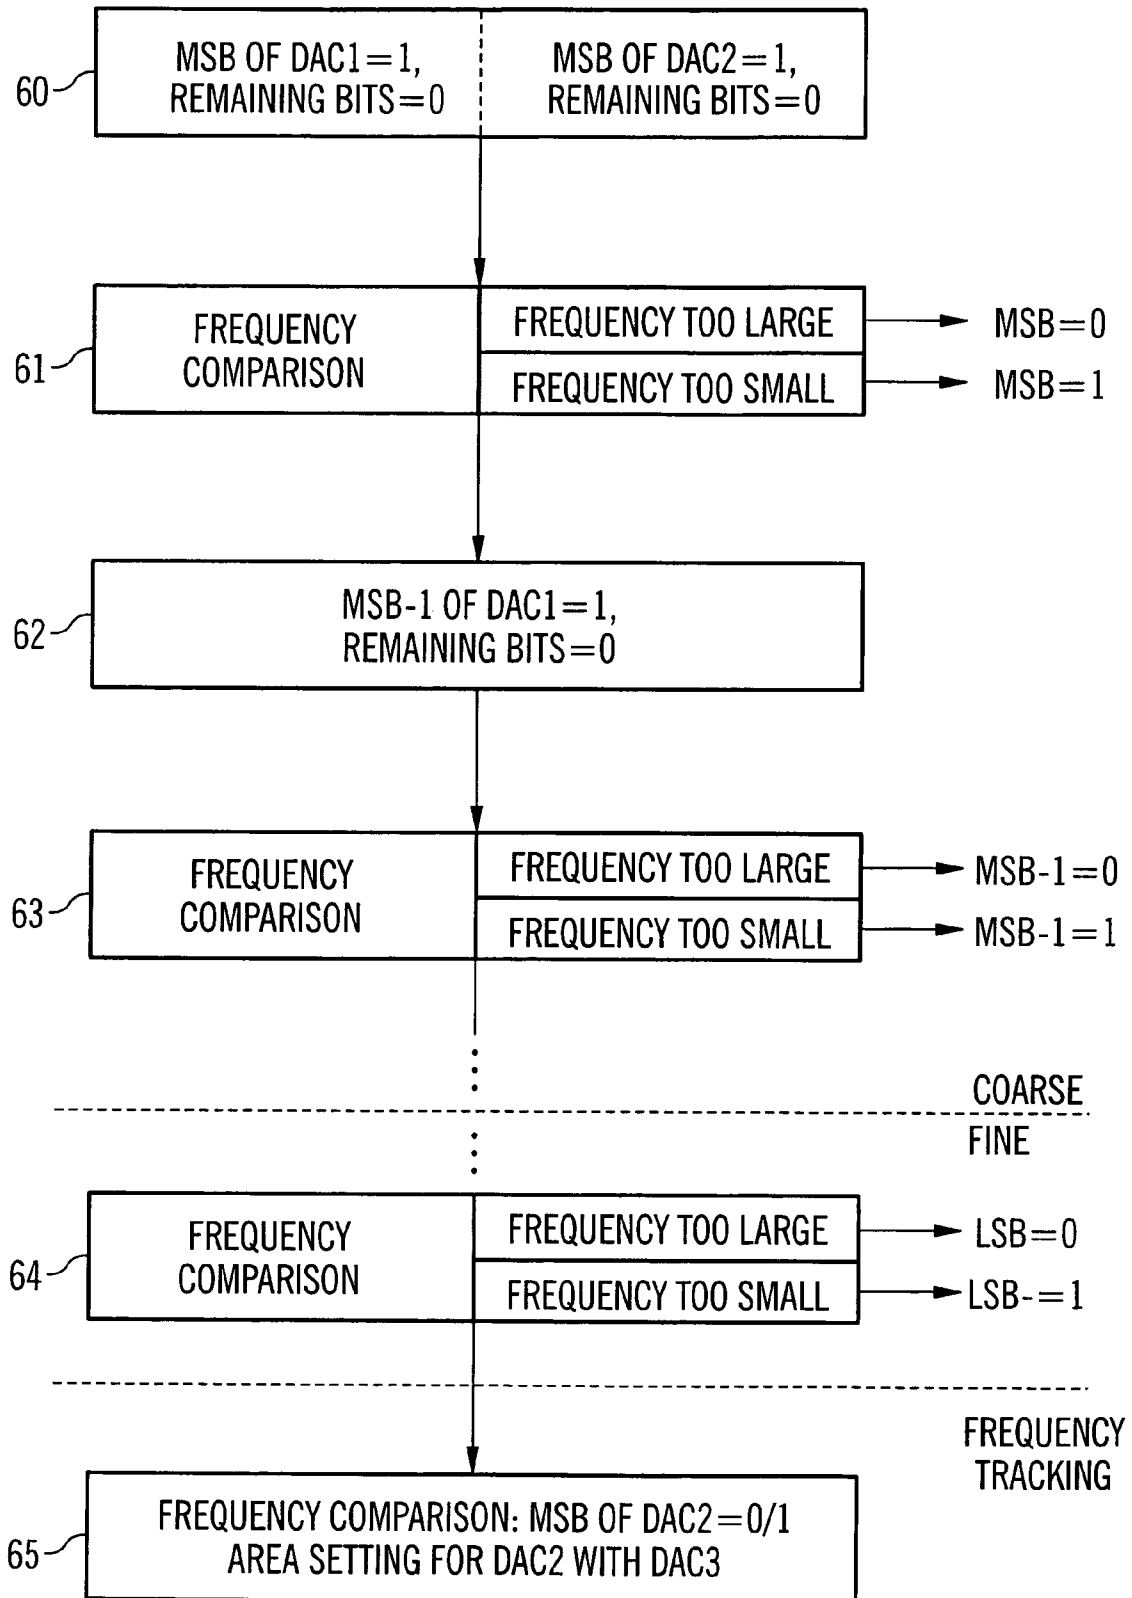 MSB OF DAC1=1,
REMAINING BITS=0
MSB OF DAC2=1,
REMAINING BITS=0
60
FREQUENCY
COMPARISON
FREQUENCY TOO LARGE
MSB=0
FREQUENCY TOO SMALL
MSB=1
61
MSB-1 OF DAC1=1,
REMAINING BITS=0
62
FREQUENCY
COMPARISON
FREQUENCY TOO LARGE
MSB-1=0
FREQUENCY TOO SMALL
MSB-1=1
63
COARSE
FINE
FREQUENCY
COMPARISON
FREQUENCY TOO LARGE
LSB=0
FREQUENCY TOO SMALL
LSB-=1
64
FREQUENCY
TRACKING
FREQUENCY COMPARISON: MSB OF DAC2=0/1
AREA SETTING FOR DAC2 WITH DAC3
65